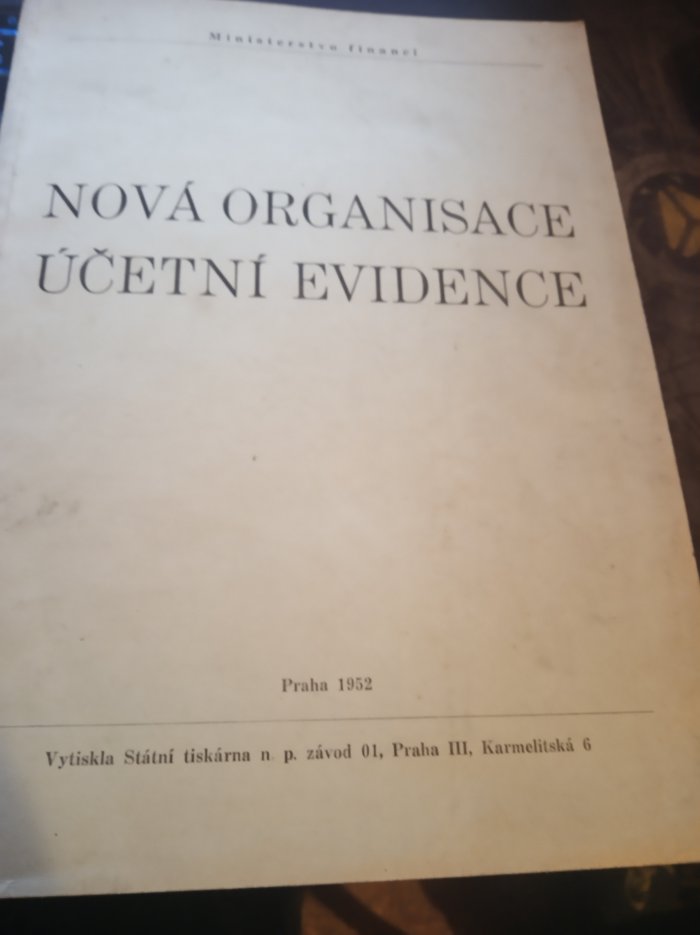 Ministerstvo financí
NOVÁ ORGANISACE
ÚČETNÍ EVIDENCE
Praha 1952
Vytiskla Státní tiskárna n. p. závod 01, Praha III, Karmelitská 6